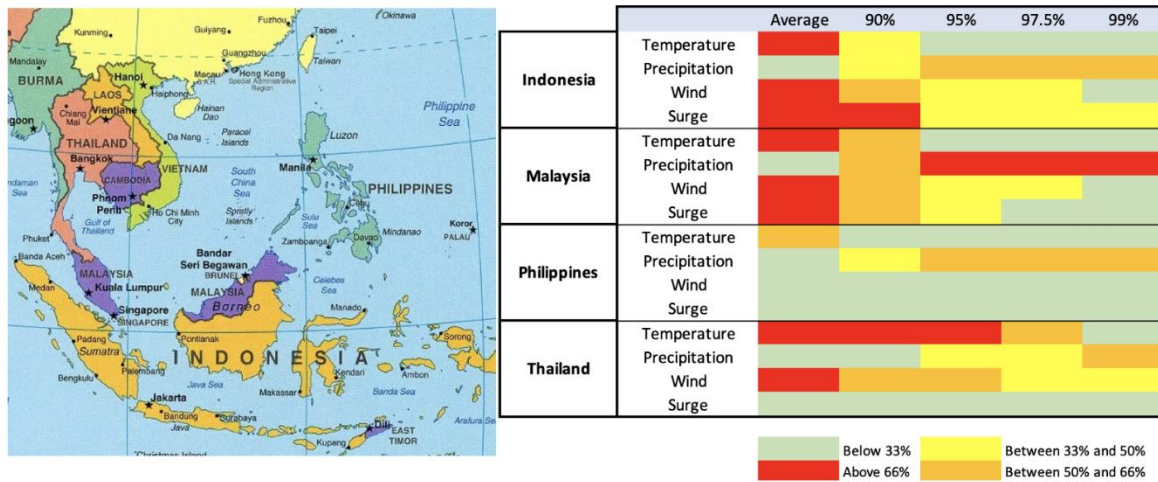 Okinawa
Fuzhou
Taipei
Kunming
Guiyang
Guangzhou
Taiwan
Mandalay
BURMA
Hanoi
Macau
S.A.R.
Hong Kong
Special Administrative
Region
Haiphong
LAOS
Hainan
Dao
Philippine
Sea
Chiang
Mai
Vientiane
goon
Paracel
Islands
Luzon
Da Nang
THAILAND
Bangkok
VIETNAM
Manila
CAMBODIA
South
China
Sea
PHILIPPINES
ndaman
Sea
Phnom
Penh
Ho Chi Minh
City
Gulf of
Thailand
Spratly
Islands
Sulu
Sea
Cebu
Mindanao
Koror
PALAU
Phuket
Zamboanga
Davao
Banda Aceh
Bandar
Seri Begawan
BRUNEI
MALAYSIA
Kuala Lumpur
MALAYSIA
Celebes
Sea
Medan
Borneo
Manado
Singapore
SINGAPORE
Padang
Sumatra
Pontianak
Sorong
INDONESIA
Palembang
Bengkulu
Java Sea
Kendari
Ambon
Makassar
Banda Sea
Jakarta
Bandung
Java
Surabaya
Dili
EAST
TIMOR
Arafura Sea
Christmas Island
Kupang
Average 90% 95% 97.5% 99%
Indonesia
Temperature
Precipitation
Wind
Surge
Malaysia
Temperature
Precipitation
Wind
Surge
Philippines
Temperature
Precipitation
Wind
Surge
Thailand
Temperature
Precipitation
Wind
Surge
Below 33% Between 33% and 50%
Above 66% Between 50% and 66%